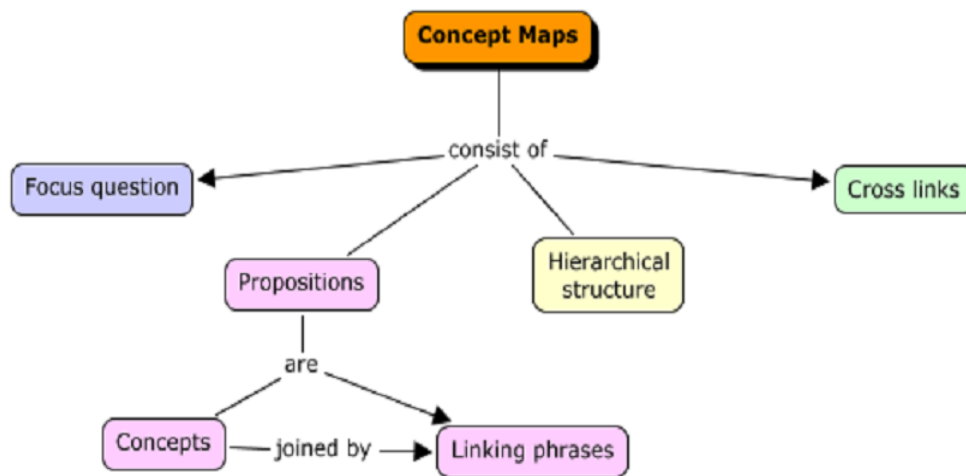 Concept Maps
consist of
Focus question
Cross links
Propositions
Hierarchical
structure
are
Concepts
joined by
Linking phrases